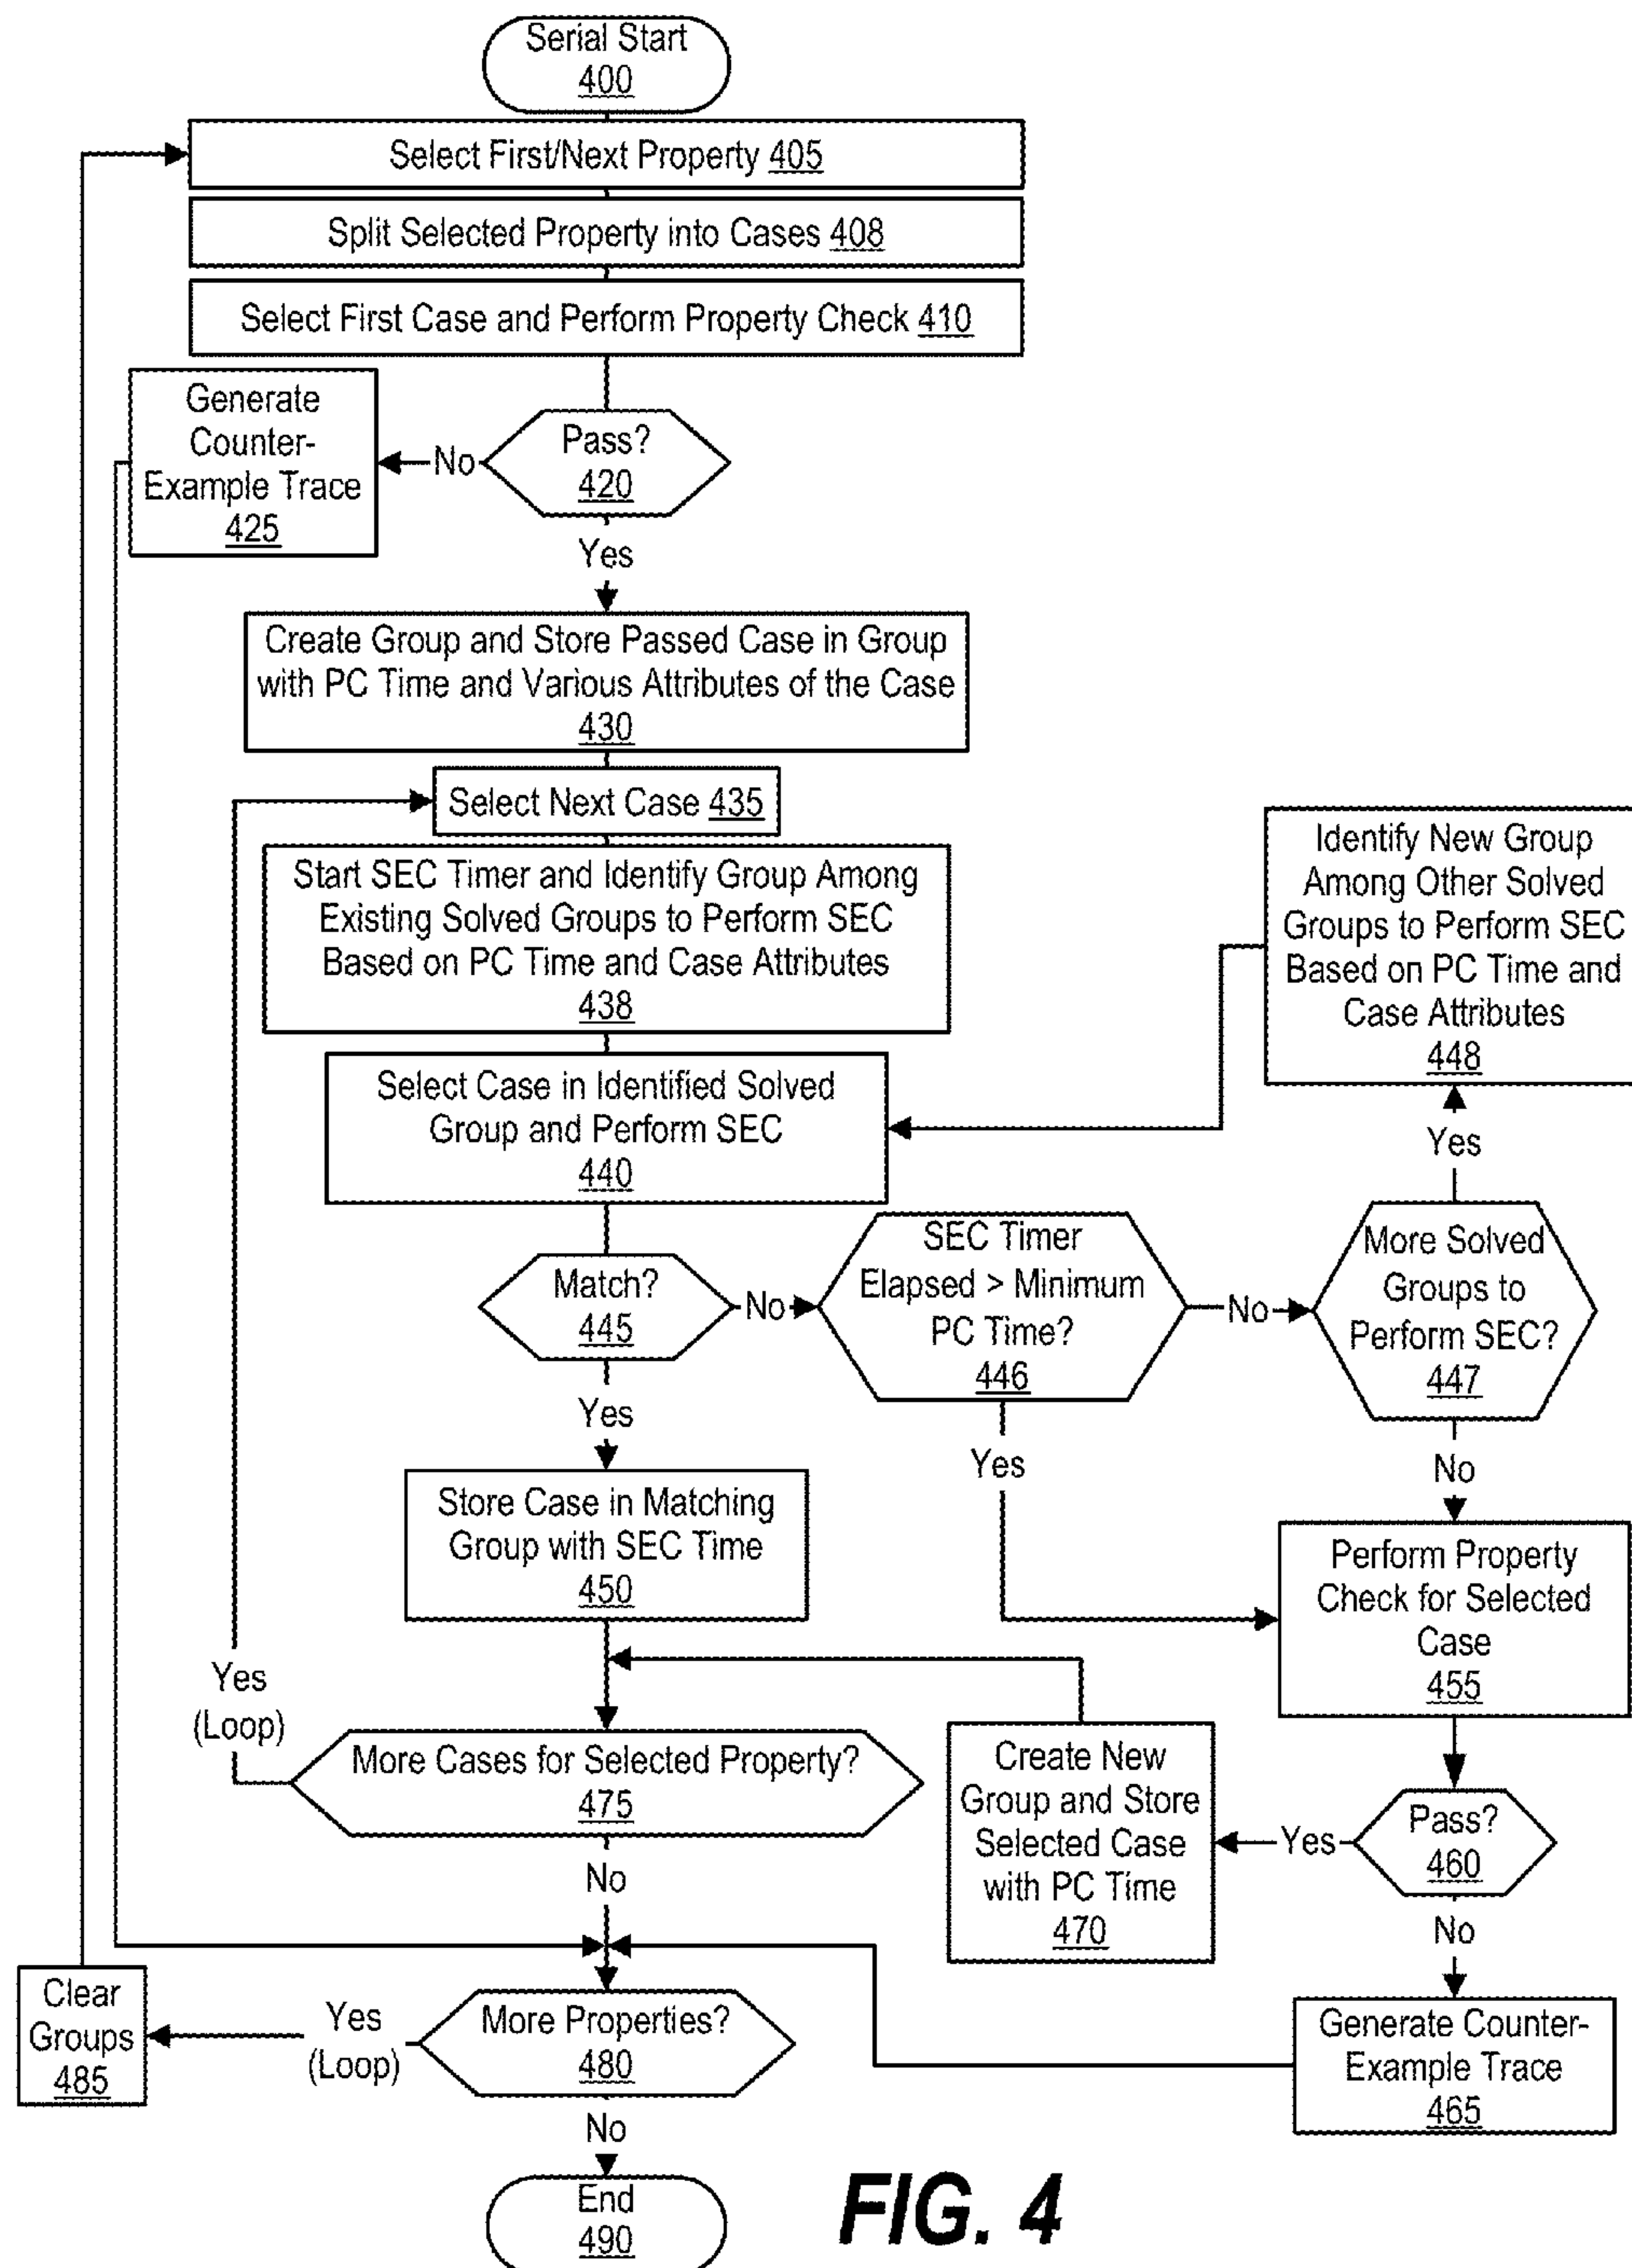 Serial Start
400
Select First/Next Property 405
Split Selected Property into Cases 408
Select First Case and Perform Property Check 410
Generate
Counter-
Example Trace
425
No
Pass?
420
Yes
Create Group and Store Passed Case in Group
with PC Time and Various Attributes of the Case
430
Select Next Case 435
Start SEC Timer and Identify Group Among
Existing Solved Groups to Perform SEC
Based on PC Time and Case Attributes
438
Identify New Group
Among Other Solved
Groups to Perform SEC
Based on PC Time and
Case Attributes
448
Select Case in Identified Solved
Group and Perform SEC
440
Yes
Match?
445
No
SEC Timer
Elapsed > Minimum
PC Time?
446
No
More Solved
Groups to
Perform SEC?
447
Yes
Yes
No
Store Case in Matching
Group with SEC Time
450
Perform Property
Check for Selected
Case
455
Yes
(Loop)
More Cases for Selected Property?
475
Create New
Group and Store
Selected Case
with PC Time
470
Yes
Pass?
460
No
No
Clear
Groups
485
Yes
(Loop)
More Properties?
480
Generate Counter-
Example Trace
465
No
End
490
FIG. 4